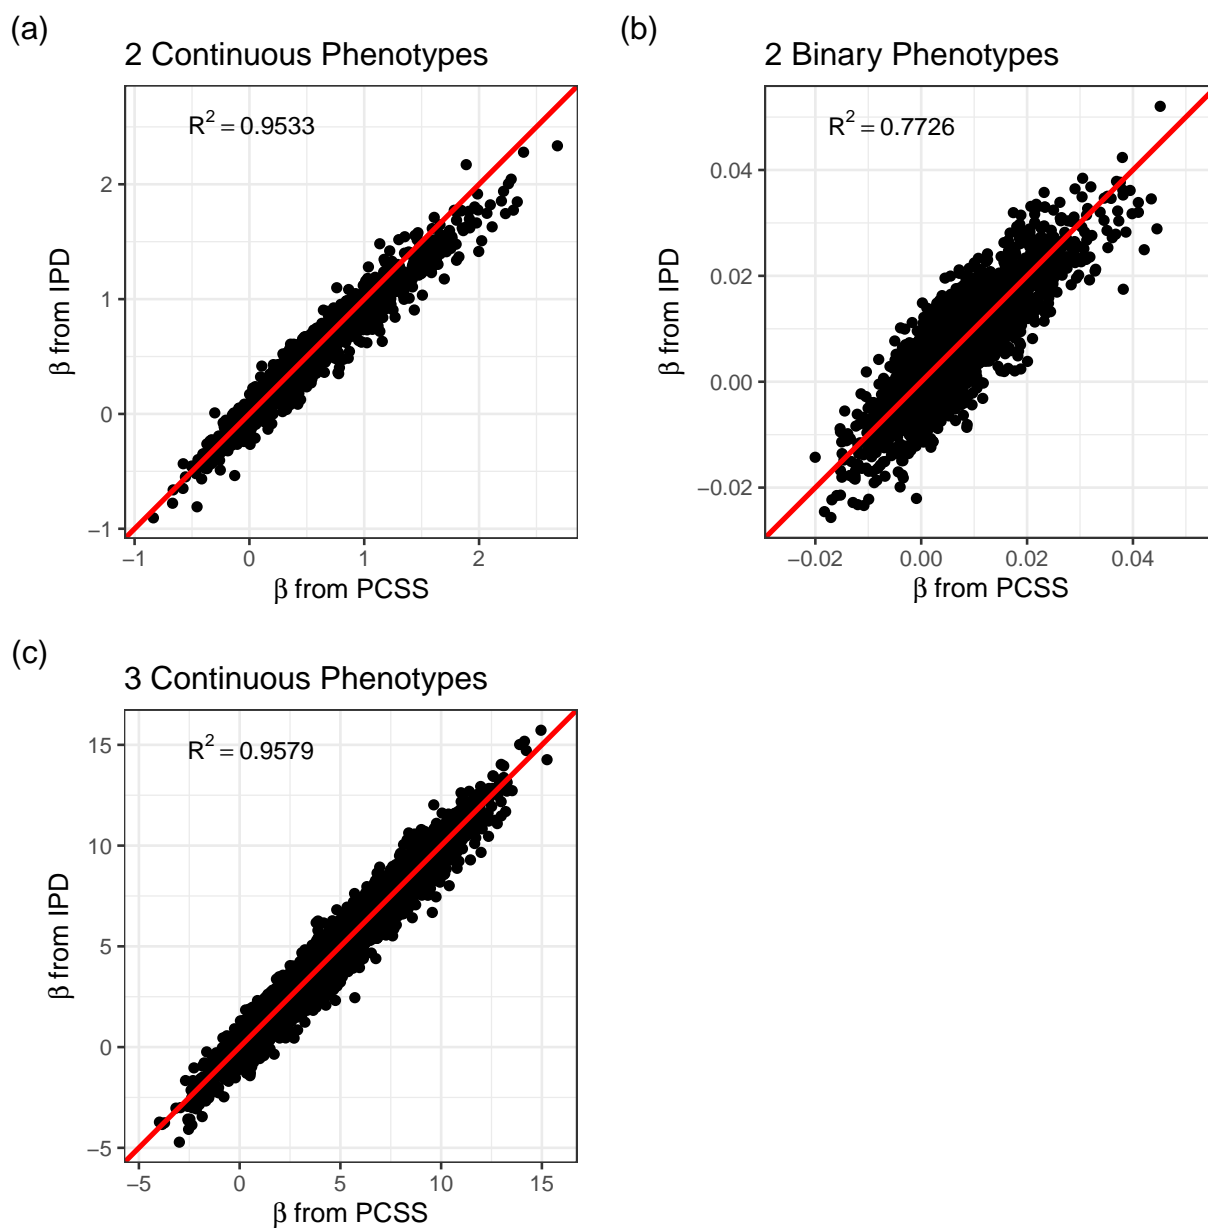 (a)
2 Continuous Phenotypes
R² = 0.9533
2
1
0
−1
β from IPD
−1 0 1 2
β from PCSS
(b)
2 Binary Phenotypes
R² = 0.7726
0.04
0.02
0.00
−0.02
β from IPD
−0.02 0.00 0.02 0.04
β from PCSS
(c)
3 Continuous Phenotypes
R² = 0.9579
15
10
5
0
−5
β from IPD
−5 0 5 10 15
β from PCSS